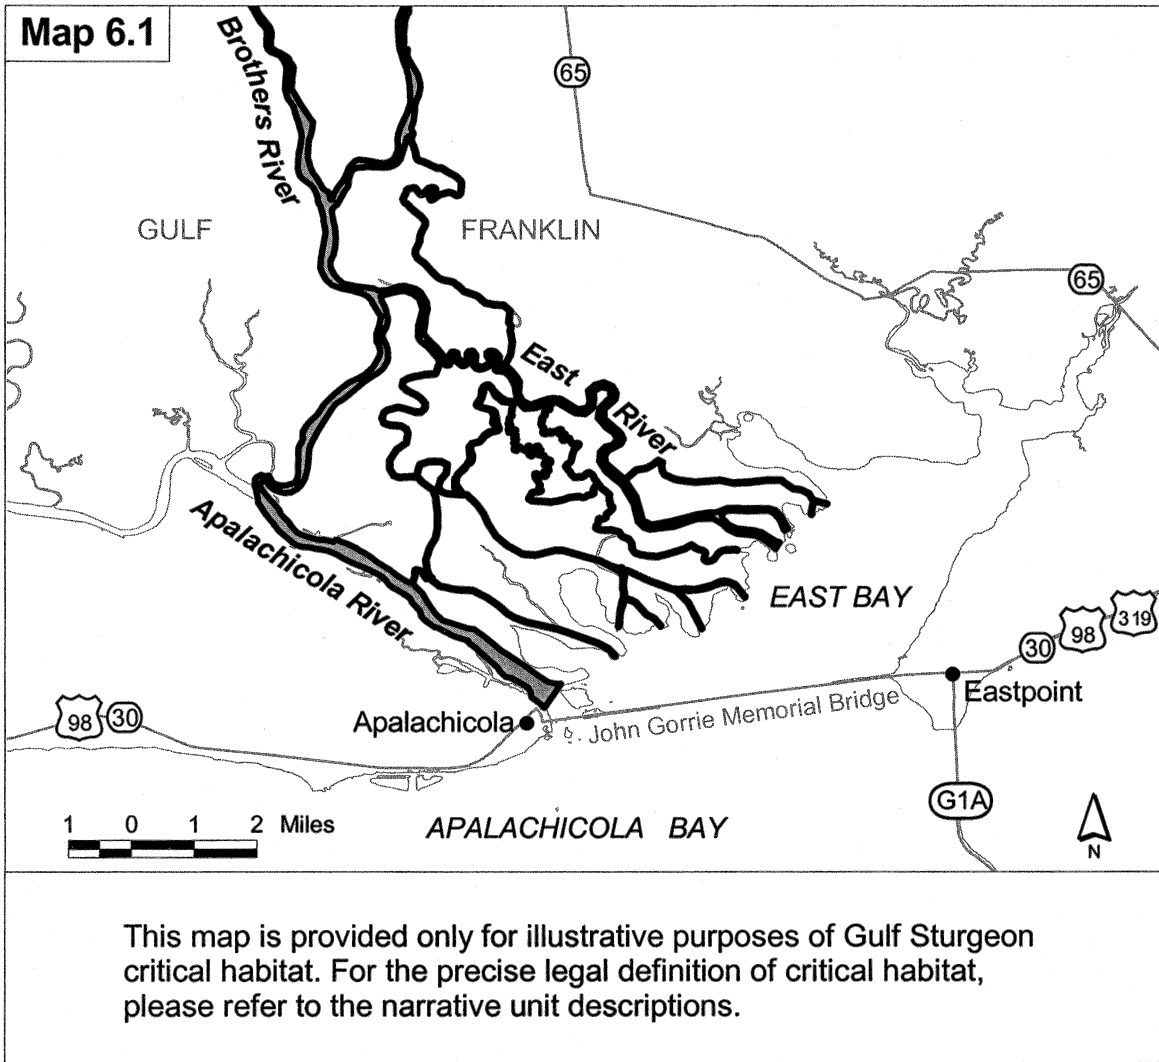 Map 6.1
Brothers River
65
GULF
FRANKLIN
65
East River
Apalachicola River
EAST BAY
319
98
30
Eastpoint
John Gorrie Memorial Bridge
98
30
Apalachicola
G1A
1 0 1 2 Miles
APALACHICOLA BAY
N
This map is provided only for illustrative purposes of Gulf Sturgeon
critical habitat. For the precise legal definition of critical habitat,
please refer to the narrative unit descriptions.